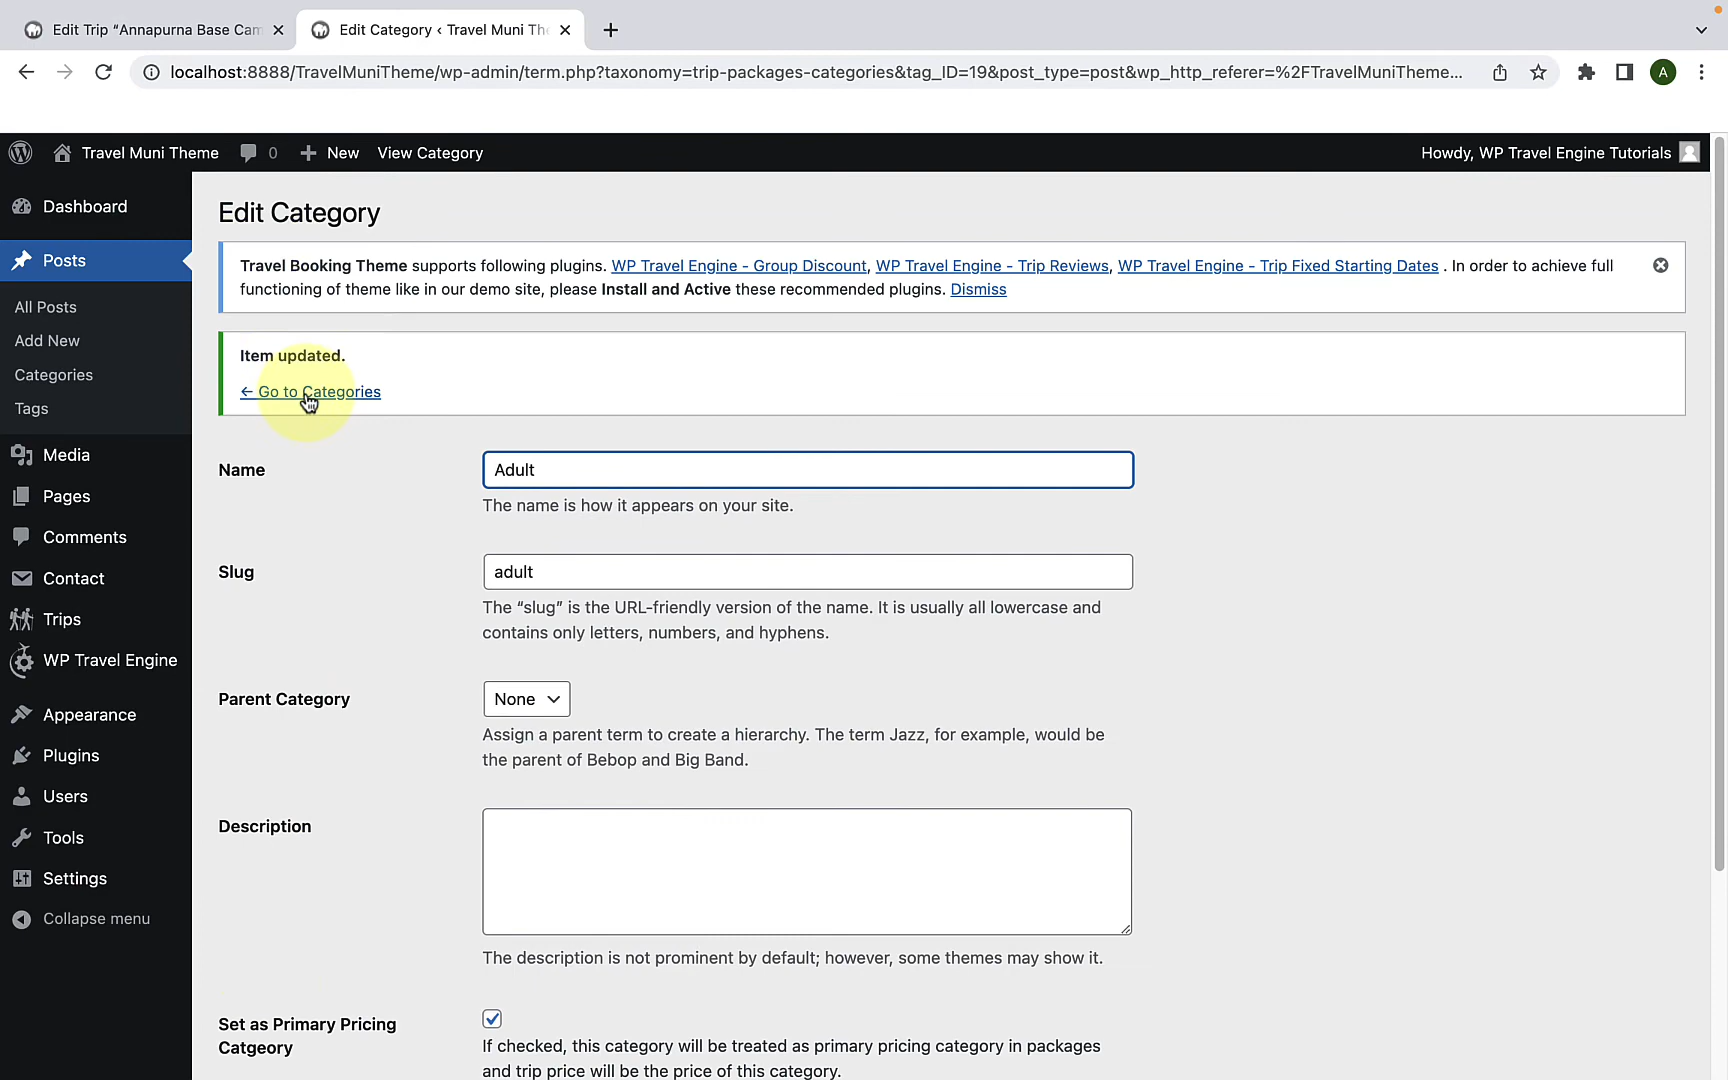 Edit Trip “Annapurna Base Cam
Edit Category ‹ Travel Muni The
localhost:8888/TravelMuniTheme/wp-admin/term.php?taxonomy=trip-packages-categories&tag_ID=19&post_type=post&wp_http_referer=%2FTravelMuniTheme...
A
Travel Muni Theme
0
New
View Category
Howdy, WP Travel Engine Tutorials
Dashboard
Posts
All Posts
Add New
Categories
Tags
Media
Pages
Comments
Contact
Trips
WP Travel Engine
Appearance
Plugins
Users
Tools
Settings
Collapse menu
Edit Category
Travel Booking Theme supports following plugins. WP Travel Engine - Group Discount, WP Travel Engine - Trip Reviews, WP Travel Engine - Trip Fixed Starting Dates . In order to achieve full
functioning of theme like in our demo site, please Install and Active these recommended plugins. Dismiss
Item updated.
← Go to Categories
Name
Adult
The name is how it appears on your site.
Slug
adult
The “slug” is the URL-friendly version of the name. It is usually all lowercase and
contains only letters, numbers, and hyphens.
Parent Category
None
Assign a parent term to create a hierarchy. The term Jazz, for example, would be
the parent of Bebop and Big Band.
Description
The description is not prominent by default; however, some themes may show it.
Set as Primary Pricing
Catgeory
If checked, this category will be treated as primary pricing category in packages
and trip price will be the price of this category.